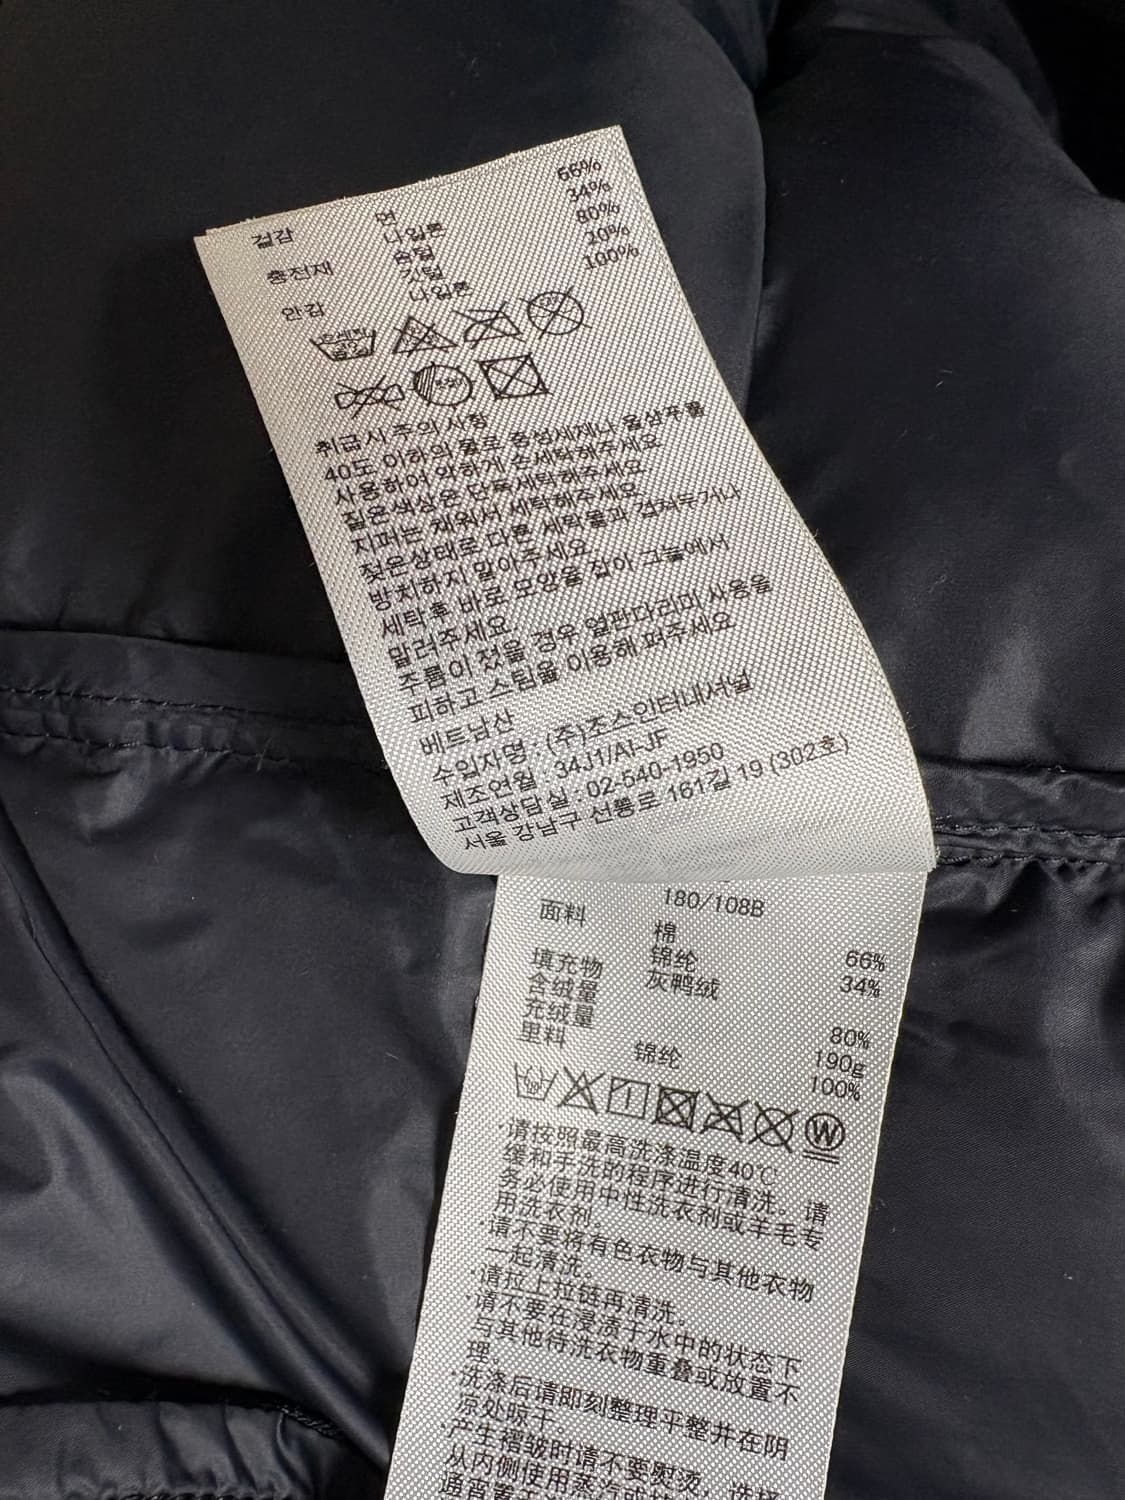 겉감 면 66%
나일론 34%
충전재 솜털 80%
깃털 20%
안감 나일론 100%
손세탁
중성
취급시 주의 사항
40도 이하의 물로 중성세제나 울샴푸를
사용하여 약하게 손세탁해주세요
짙은색상은 단독세탁해주세요
지퍼는 채워서 세탁해주세요
젖은상태로 다른 세탁물과 겹쳐두거나
방치하지 말아주세요
세탁후 바로 모양을 잡아 그늘에서
말려주세요
주름이 졌을 경우 열판다리미 사용을
피하고 스팀을 이용해 펴주세요
베트남산
수입자명 : (주)조스인터내셔널
제조연월 : 34J1/AI-JF
고객상담실 : 02-540-1950
서울 강남구 선릉로 161길 19 (302호)
180/108B
面料 棉 66%
锦纶 34%
填充物 灰鸭绒
含绒量 80%
充绒量 190g
里料 锦纶 100%
W
·请按照最高洗涤温度40℃
缓和手洗的程序进行清洗。请
务必使用中性洗衣剂或羊毛专
用洗衣剂。
·请不要将有色衣物与其他衣物
一起清洗。
·请拉上拉链再清洗。
·请不要在浸渍于水中的状态下
与其他待洗衣物重叠或放置不
理。
·洗涤后请即刻整理平整并在阴
凉处晾干。
·产生褶皱时请不要熨烫，选择
从内侧使用蒸汽或